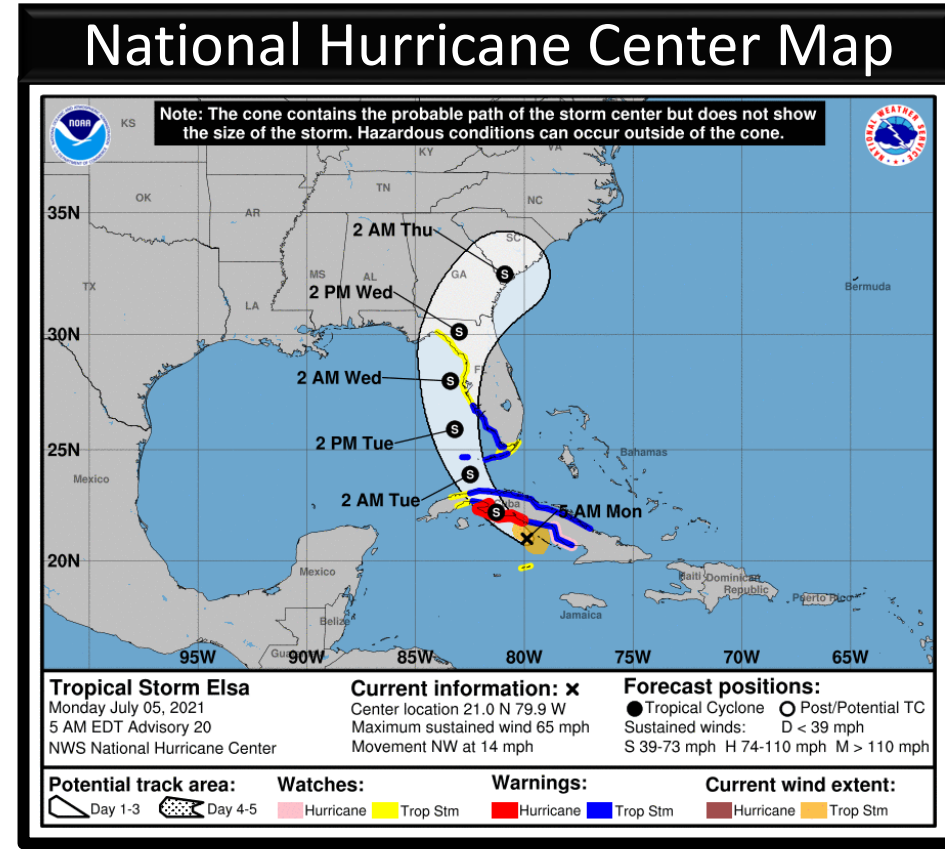 National Hurricane Center Map
Note: The cone contains the probable path of the storm center but does not show
the size of the storm. Hazardous conditions can occur outside of the cone.
NOAA
NATIONAL WEATHER SERVICE
KS
KY
VA
OK
TN
NC
AR
35N
2 AM Thu
SC
MS
AL
GA
TX
LA
2 PM Wed
Bermuda
30N
2 AM Wed
FL
2 PM Tue
25N
Bahamas
Mexico
2 AM Tue
5 AM Mon
S
S
S
S
S
S
20N
Mexico
Haiti
Dominican
Republic
Puerto Rico
Jamaica
Belize
95W 90W 85W 80W 75W 70W 65W
Tropical Storm Elsa
Monday July 05, 2021
5 AM EDT Advisory 20
NWS National Hurricane Center
Current information: x
Center location 21.0 N 79.9 W
Maximum sustained wind 65 mph
Movement NW at 14 mph
Forecast positions:
Tropical Cyclone Post/Potential TC
Sustained winds: D < 39 mph
S 39-73 mph H 74-110 mph M > 110 mph
Potential track area:
Day 1-3 Day 4-5
Watches:
Hurricane Trop Stm
Warnings:
Hurricane Trop Stm
Current wind extent:
Hurricane Trop Stm